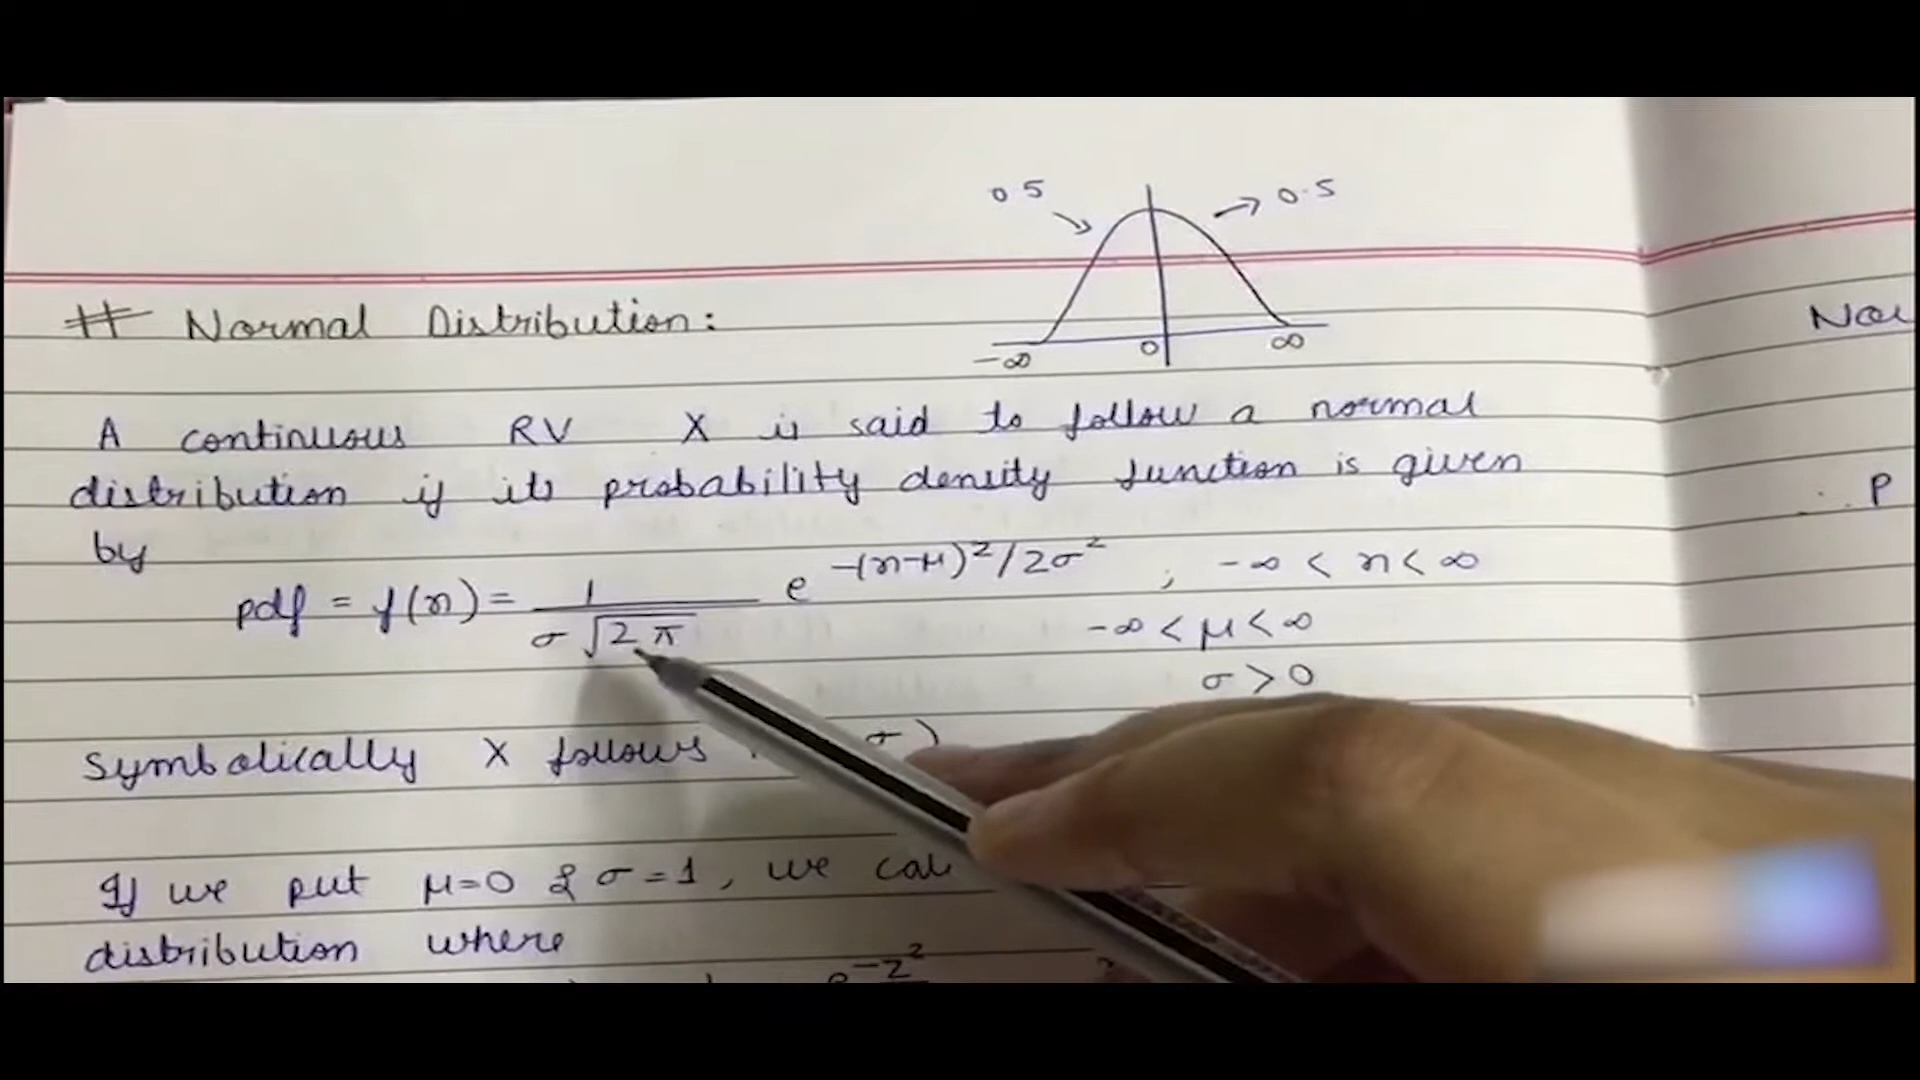 0.5 → 0.5
-∞ 0 ∞
# Normal Distribution:
A continuous RV X is said to follow a normal
distribution if its probability density function is given
by
pdf = f(x) = 1/(σ√2π) e^-(x-μ)²/2σ² ; -∞ < x < ∞
-∞ < μ < ∞
σ > 0
Symbolically X follows σ)
If we put μ=0 & σ=1, we
distribution where
e^-z²
∴ P